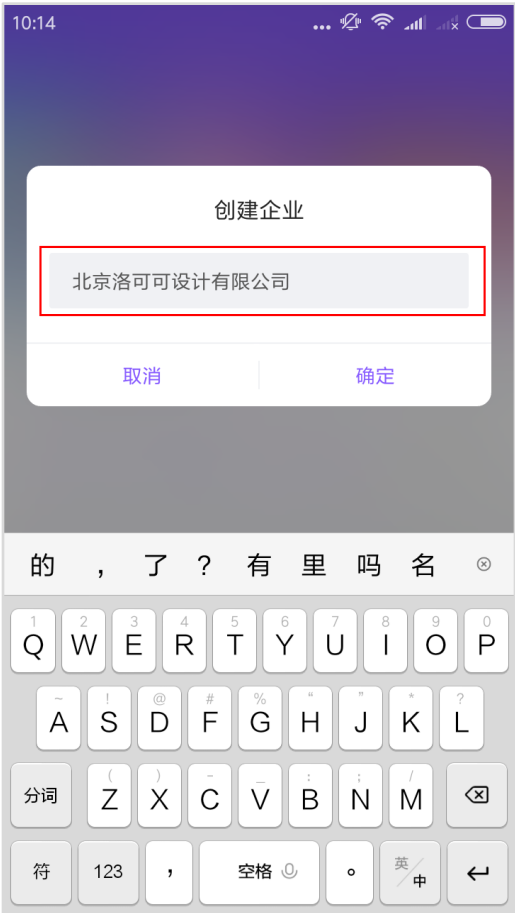 10:14
创建企业
北京洛可可设计有限公司
取消 确定
的 , 了 ? 有 里 吗 名
1 2 3 4 5 6 7 8 9 0
Q W E R T Y U I O P
~ ! @ # % “ ” * ?
A S D F G H J K L
( ) - _ : ; /
分词 Z X C V B N M
符 123 , 空格 。 英/中